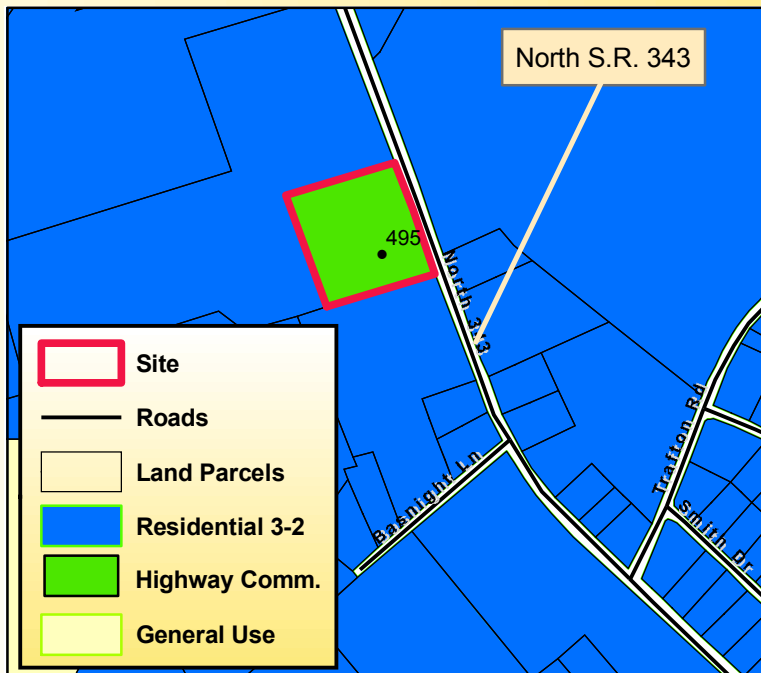 North S.R. 343
495
North 343
Trafton Rd
Basnight Ln
Smith Dr
Site
Roads
Land Parcels
Residential 3-2
Highway Comm.
General Use